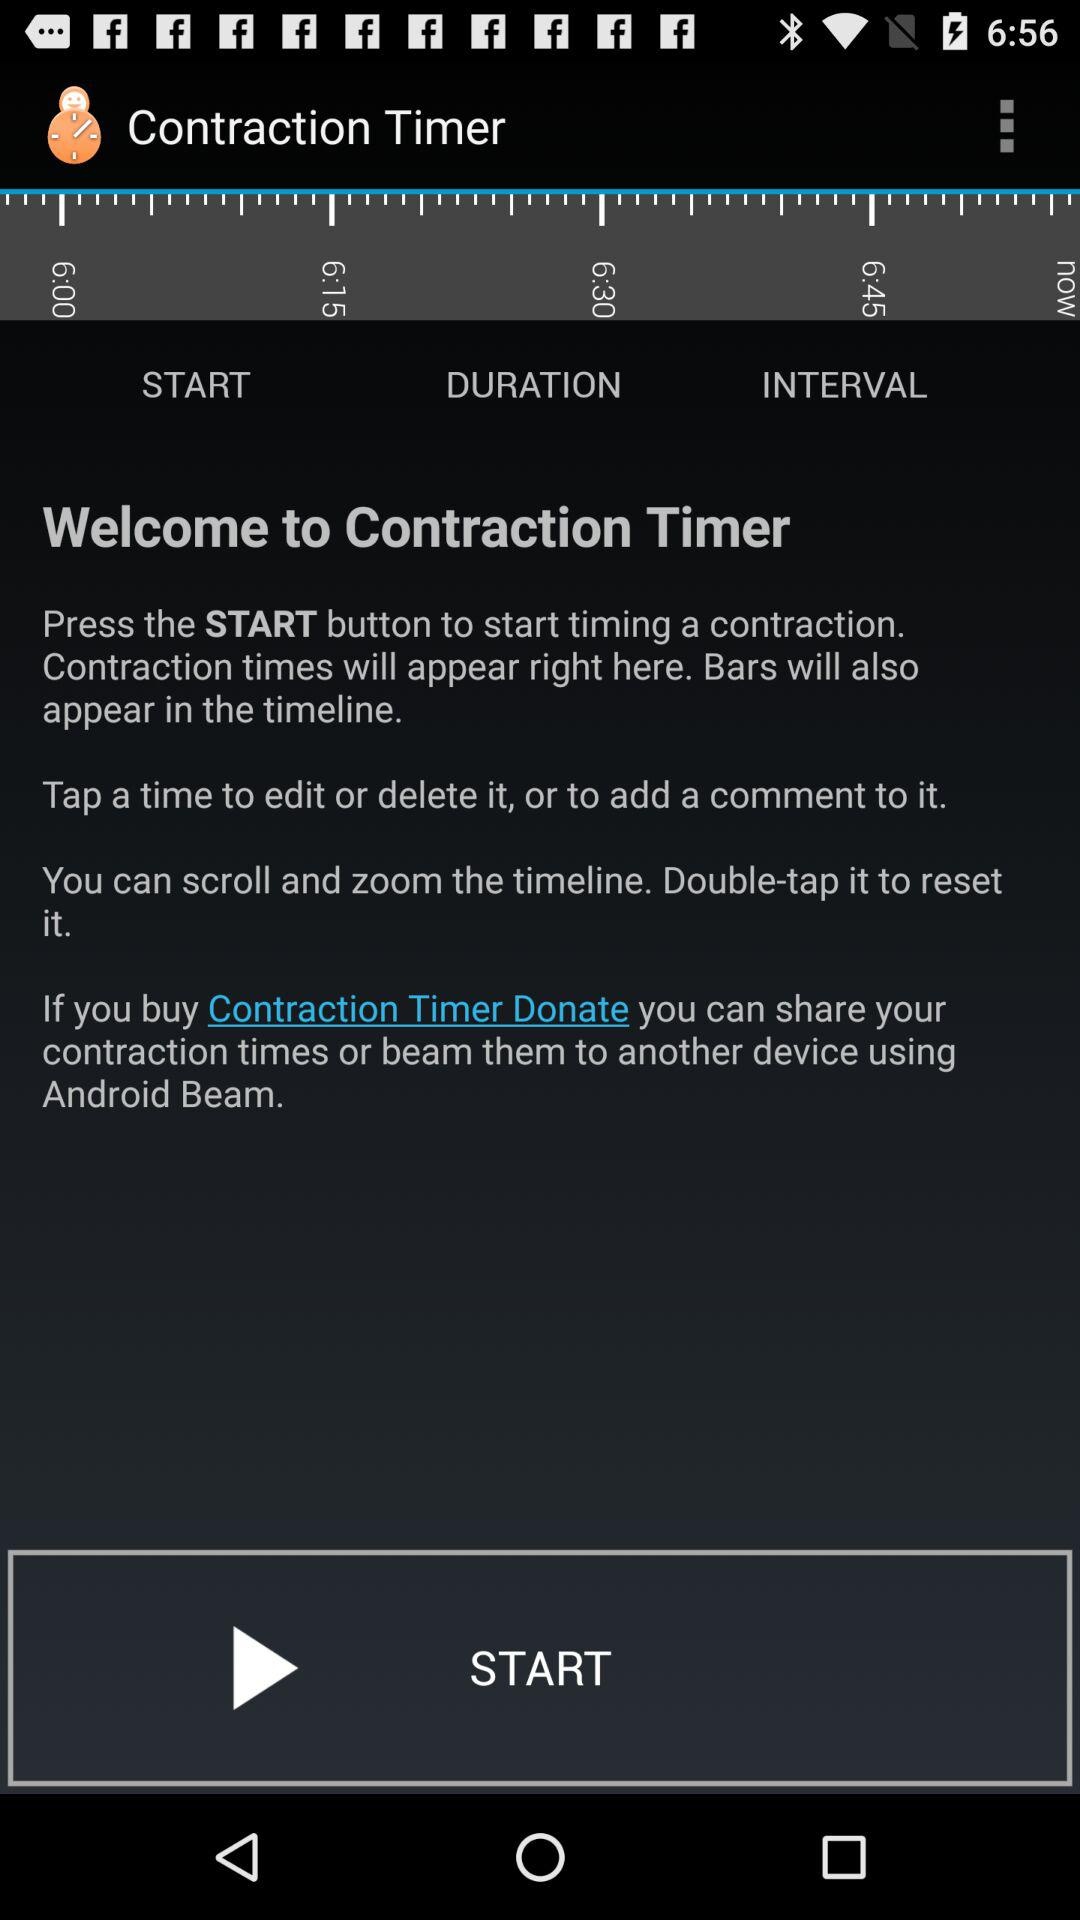 6:56
Contraction Timer
6:00 6:15 6:30 6:45 now
START DURATION INTERVAL
Welcome to Contraction Timer
Press the START button to start timing a contraction.
Contraction times will appear right here. Bars will also
appear in the timeline.
Tap a time to edit or delete it, or to add a comment to it.
You can scroll and zoom the timeline. Double-tap it to reset
it.
If you buy Contraction Timer Donate you can share your
contraction times or beam them to another device using
Android Beam.
START